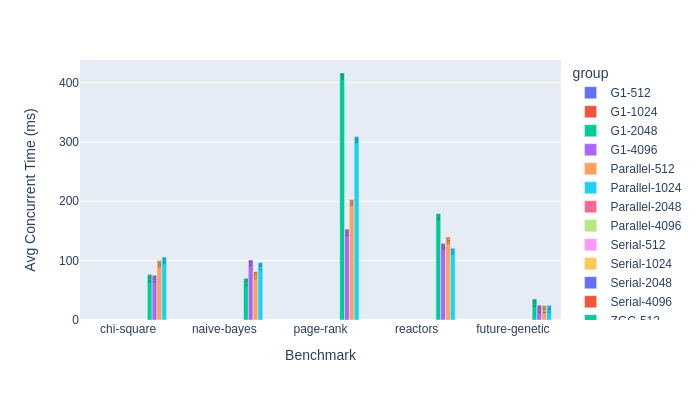 group
G1-512
G1-1024
G1-2048
G1-4096
Parallel-512
Parallel-1024
Parallel-2048
Parallel-4096
Serial-512
Serial-1024
Serial-2048
Serial-4096
ZGC-512
Avg Concurrent Time (ms)
400
300
200
100
0
chi-square
naive-bayes
page-rank
reactors
future-genetic
Benchmark